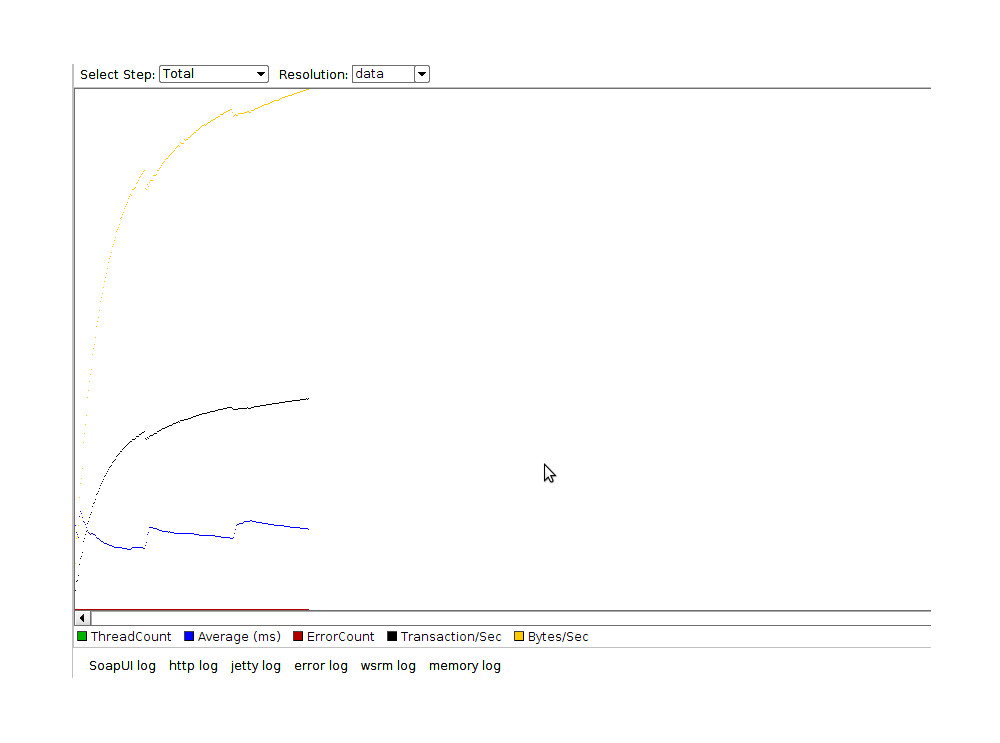 Select Step: Total Resolution: data
ThreadCount Average (ms) ErrorCount Transaction/Sec Bytes/Sec
SoapUI log http log jetty log error log wsrm log memory log